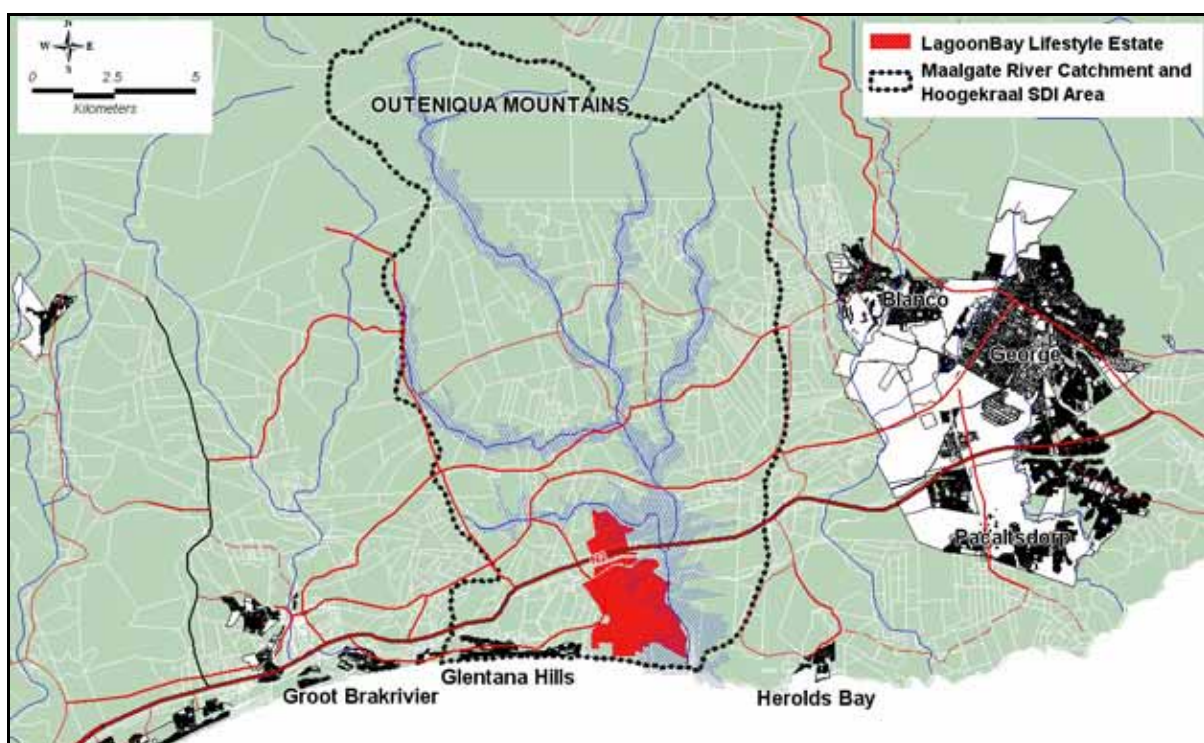 N
W E
S
0 2.5 5
Kilometers
LagoonBay Lifestyle Estate
Maalgate River Catchment and
Hoogekraal SDI Area
OUTENIQUA MOUNTAINS
Blanco
George
Pacaltsdorp
Glentana Hills
Groot Brakrivier
Herolds Bay